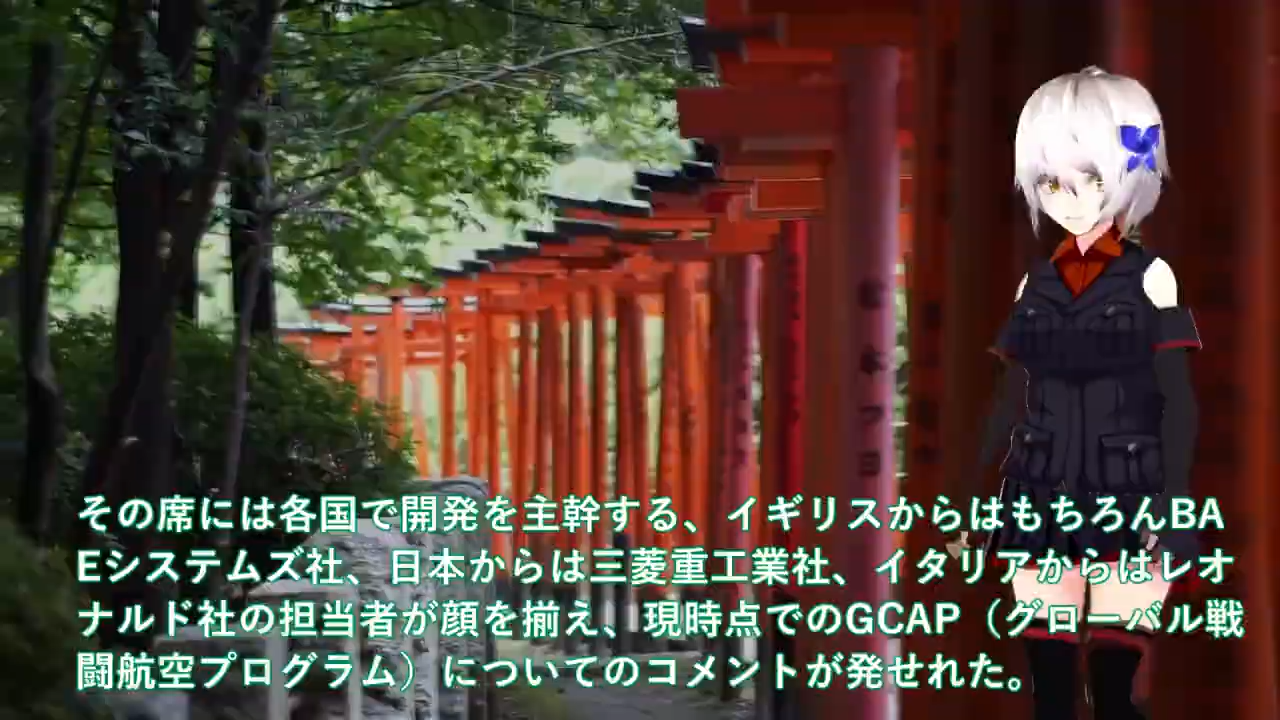 その席には各国で開発を主幹する、イギリスからはもちろんBA
Eシステムズ社、日本からは三菱重工業社、イタリアからはレオ
ナルド社の担当者が顔を揃え、現時点でのGCAP（グローバル戦
闘航空プログラム）についてのコメントが発せれた。